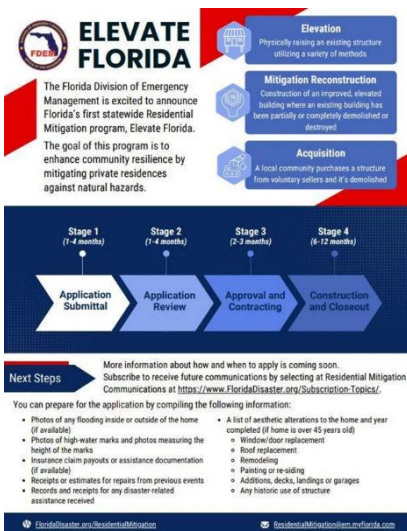 FDEM
ELEVATE
FLORIDA
The Florida Division of Emergency
Management is excited to announce
Florida's first statewide Residential
Mitigation program, Elevate Florida.
The goal of this program is to
enhance community resilience by
mitigating private residences
against natural hazards.
Elevation
Physically raising an existing structure
utilizing a variety of methods
Mitigation Reconstruction
Construction of an improved, elevated
building where an existing building has
been partially or completely demolished or
destroyed
Acquisition
A local community purchases a structure
from voluntary sellers and it's demolished
Stage 1
(1-4 months)
Application
Submittal
Stage 2
(1-4 months)
Application
Review
Stage 3
(2-3 months)
Approval and
Contracting
Stage 4
(6-12 months)
Construction
and Closeout
Next Steps
More information about how and when to apply is coming soon.
Subscribe to receive future communications by selecting at Residential Mitigation
Communications at https://www.FloridaDisaster.org/Subscription-Topics/.
You can prepare for the application by compiling the following information:
• Photos of any flooding inside or outside of the home
(if available)
• Photos of high-water marks and photos measuring the
height of the marks
• Insurance claim payouts or assistance documentation
(if available)
• Receipts or estimates for repairs from previous events
• Records and receipts for any disaster-related
assistance received
• A list of aesthetic alterations to the home and year
completed (if home is over 45 years old)
○ Window/door replacement
○ Roof replacement
○ Remodeling
○ Painting or re-siding
○ Additions, decks, landings or garages
○ Any historic use of structure
FloridaDisaster.org/ResidentialMitigation
ResidentialMitigation@em.myflorida.com